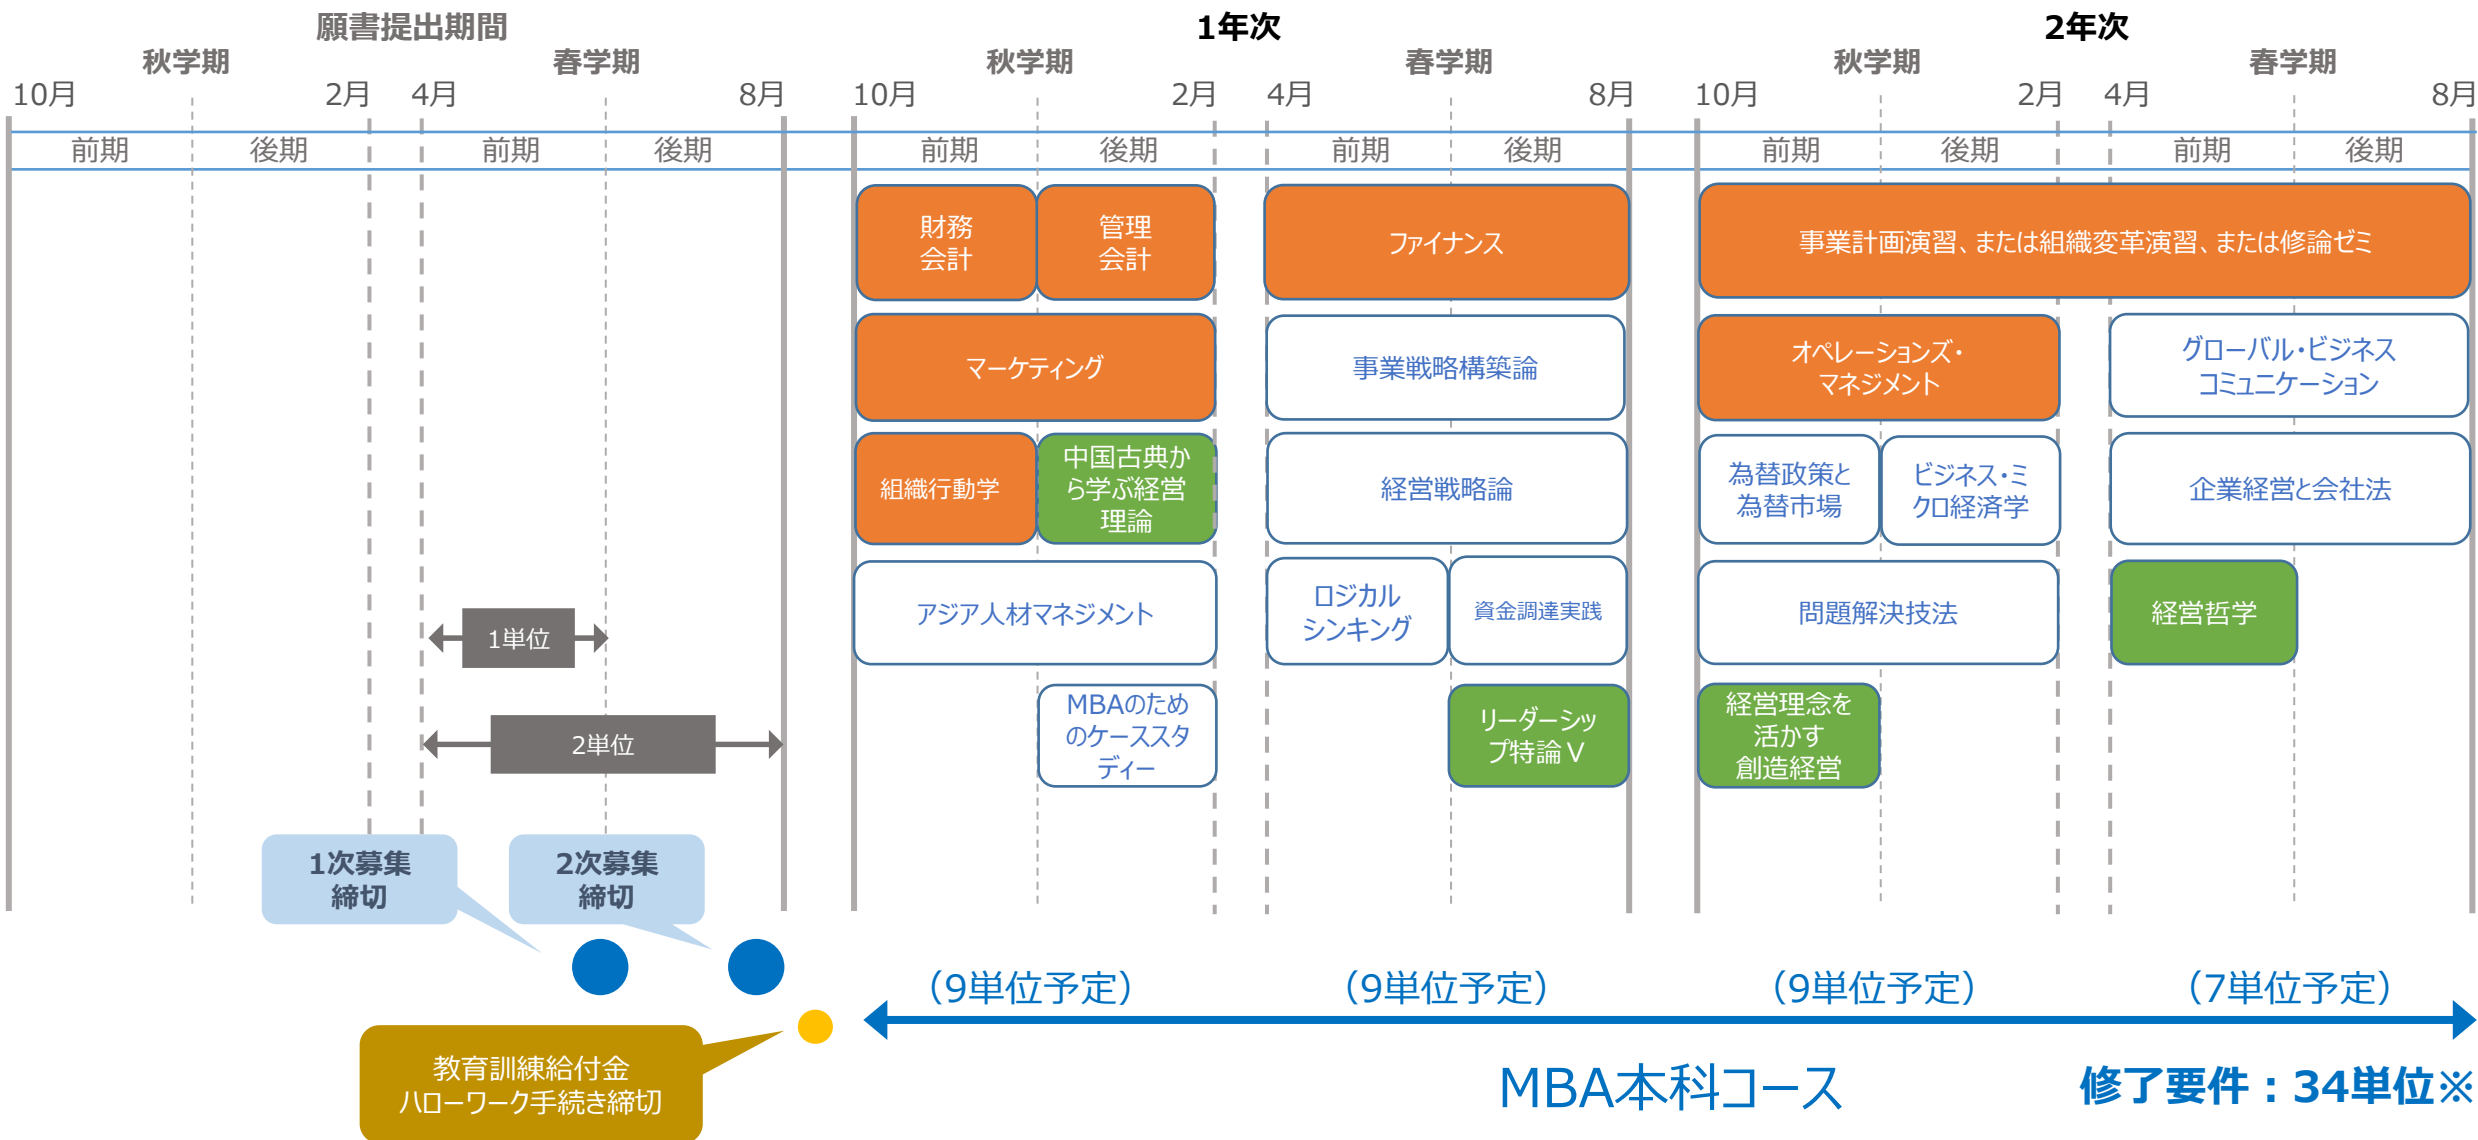 願書提出期間
1年次
2年次
秋学期
春学期
秋学期
春学期
秋学期
春学期
10月
2月
4月
8月
10月
2月
4月
8月
10月
2月
4月
8月
前期
後期
前期
後期
前期
後期
前期
後期
前期
後期
前期
後期
財務
会計
管理
会計
ファイナンス
事業計画演習、または組織変革演習、または修論ゼミ
マーケティング
事業戦略構築論
オペレーションズ・
マネジメント
グローバル・ビジネス
コミュニケーション
組織行動学
中国古典か
ら学ぶ経営
理論
経営戦略論
為替政策と
為替市場
ビジネス・ミ
クロ経済学
企業経営と会社法
アジア人材マネジメント
ロジカル
シンキング
資金調達実践
問題解決技法
経営哲学
1単位
MBAのため
のケーススタ
ディー
リーダーシッ
プ特論Ⅴ
経営理念を
活かす
創造経営
2単位
1次募集
締切
2次募集
締切
（9単位予定）
（9単位予定）
（9単位予定）
（7単位予定）
教育訓練給付金
ハローワーク手続き締切
MBA本科コース
修了要件：34単位※